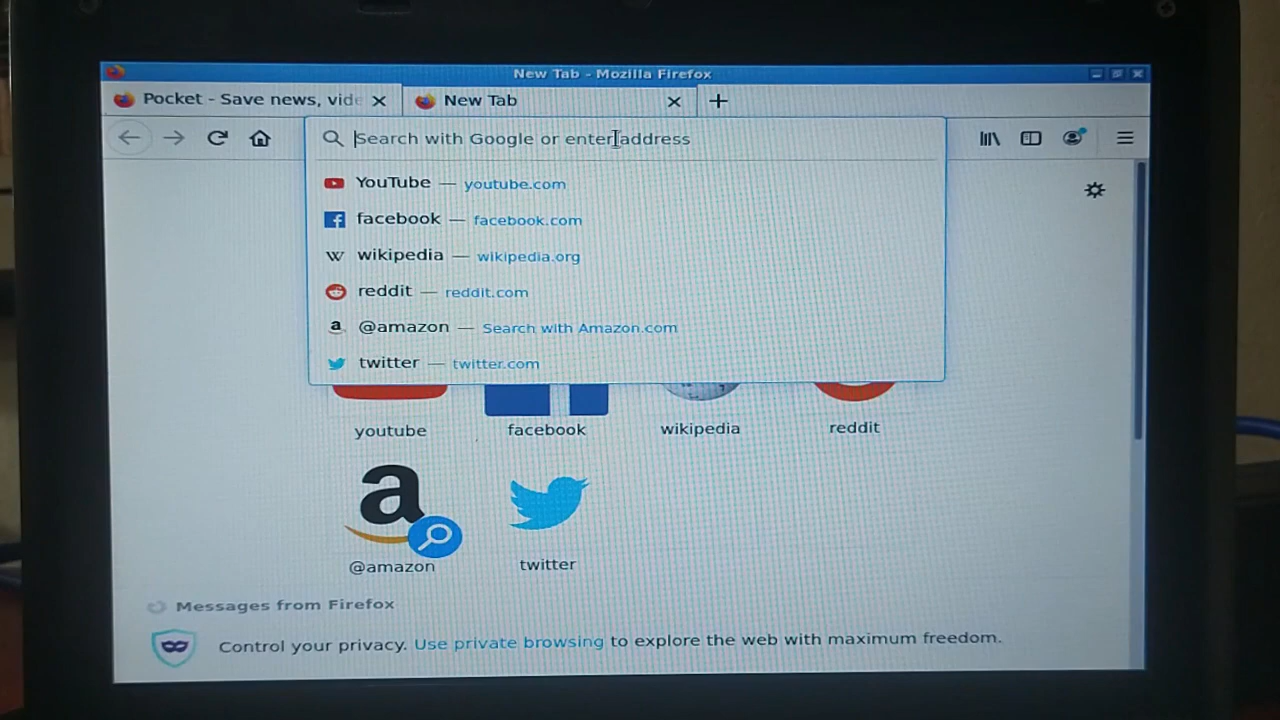 New Tab - Mozilla Firefox
Pocket - Save news, vide
New Tab
Search with Google or enter address
YouTube — youtube.com
facebook — facebook.com
wikipedia — wikipedia.org
reddit — reddit.com
@amazon — Search with Amazon.com
twitter — twitter.com
youtube facebook wikipedia reddit
@amazon twitter
Messages from Firefox
Control your privacy. Use private browsing to explore the web with maximum freedom.